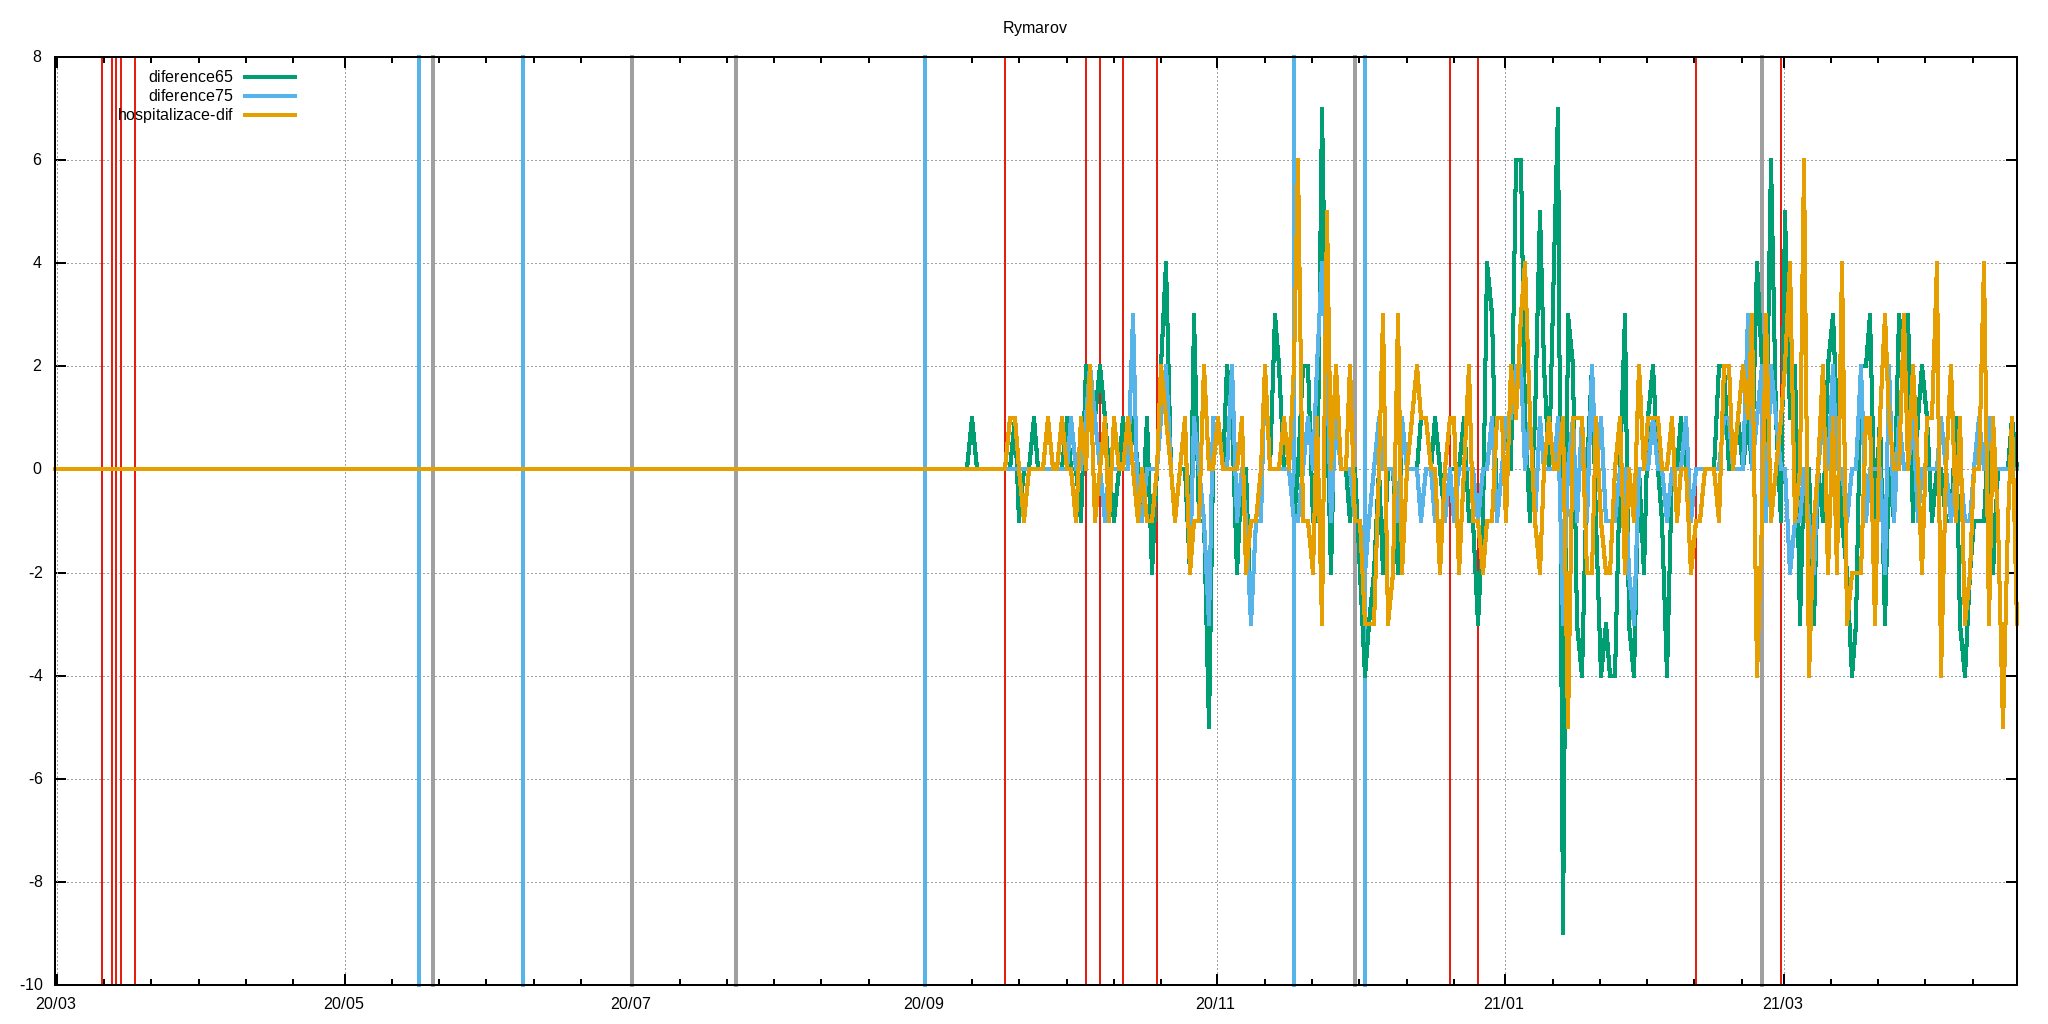 Rymarov
8
diference65
diference75
hospitalizace-dif
6
4
2
0
-2
-4
-6
-8
-10
20/03 20/05 20/07 20/09 20/11 21/01 21/03